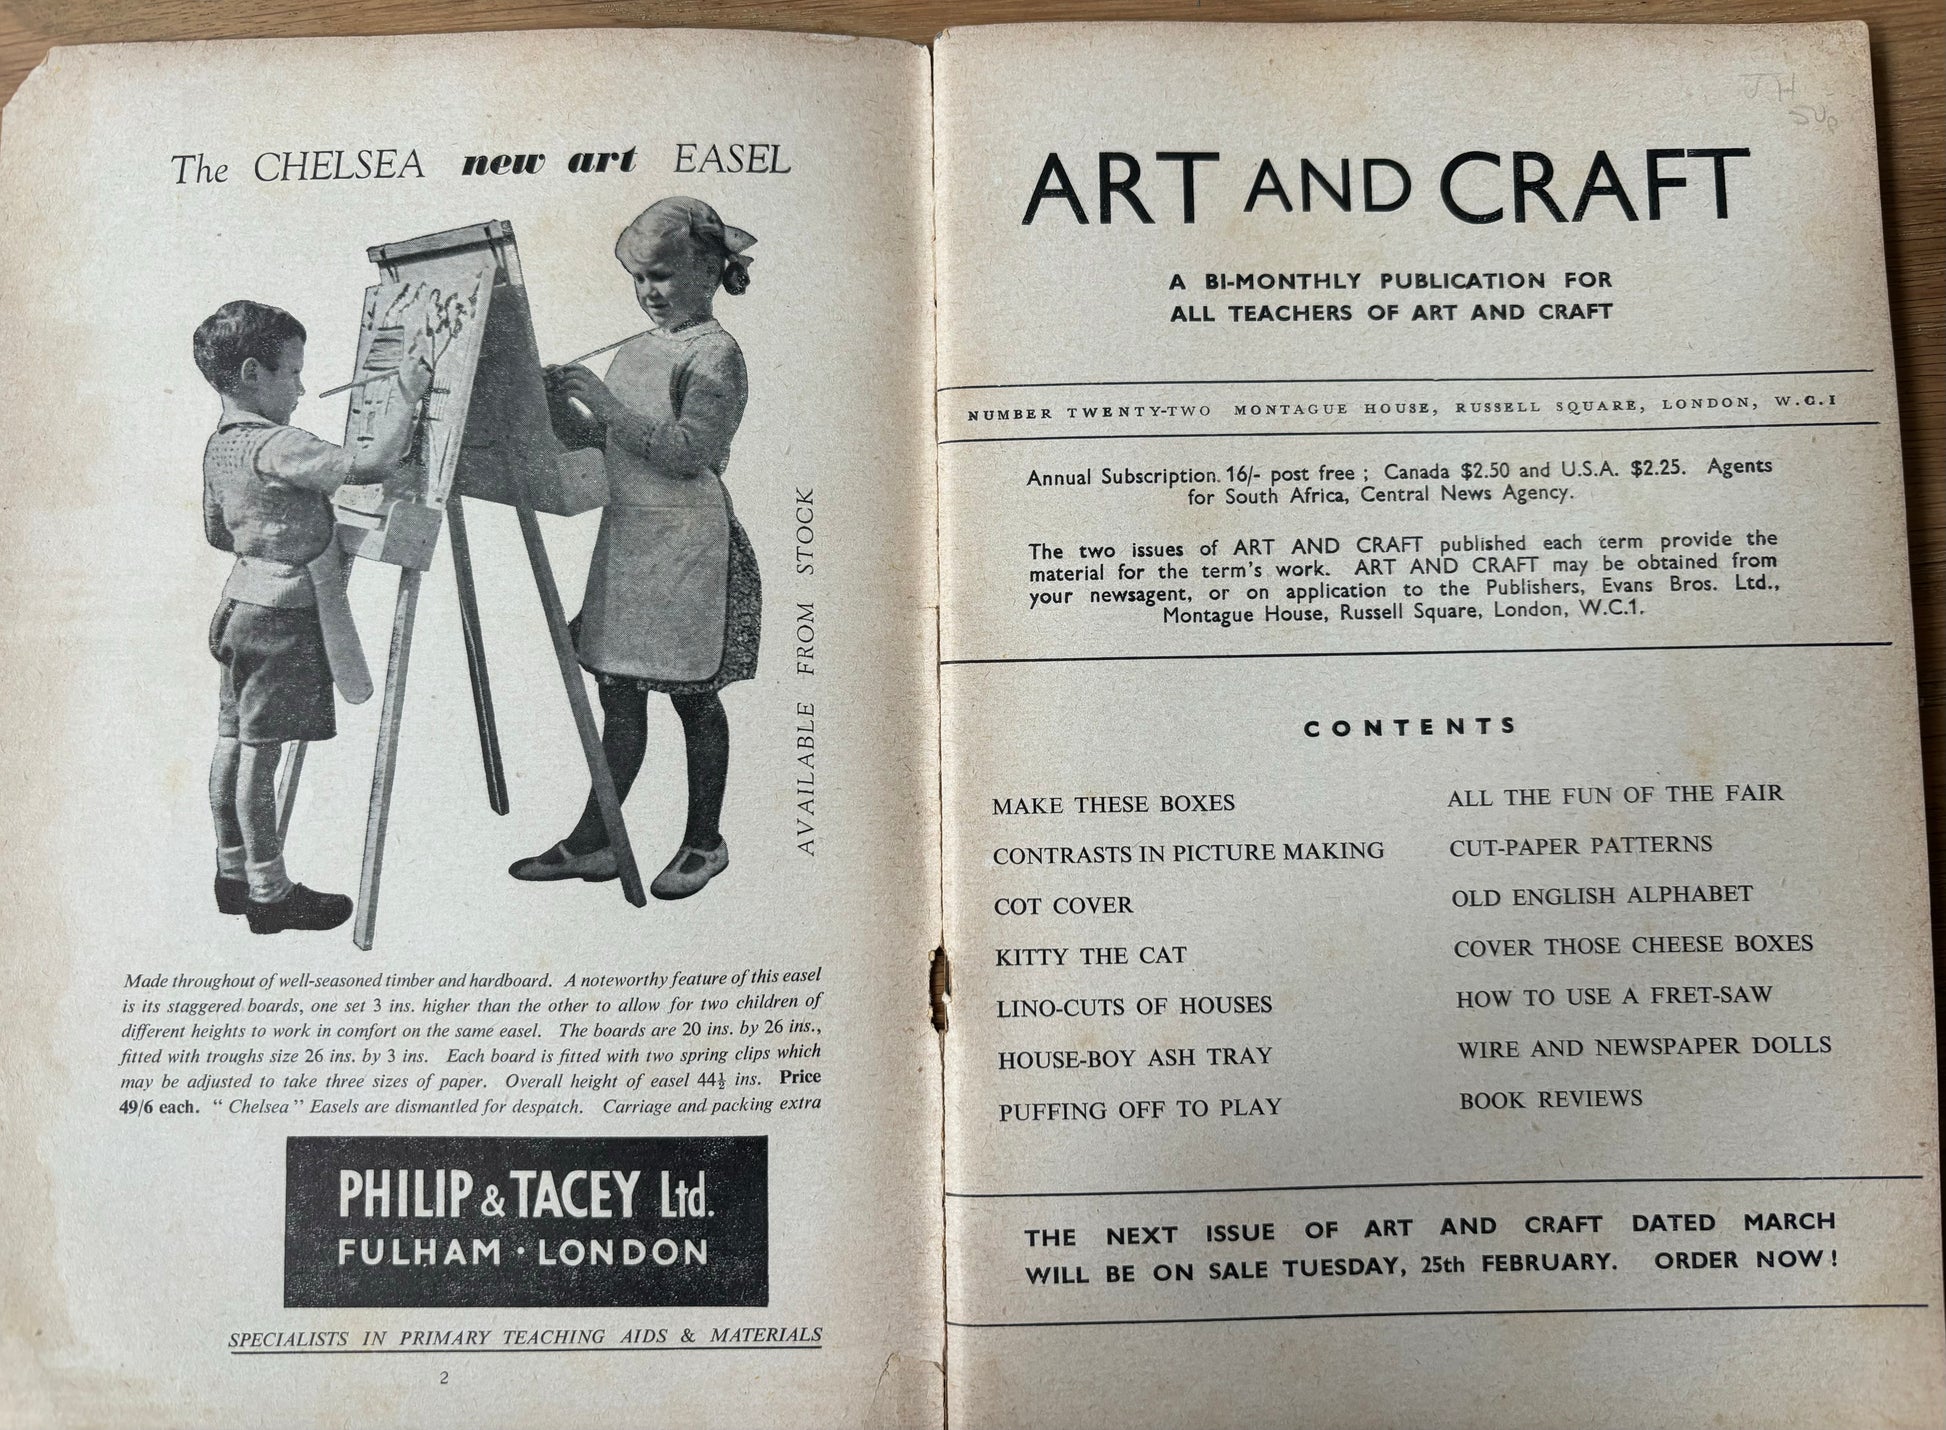 The CHELSEA new art EASEL
AVAILABLE FROM STOCK
Made throughout of well-seasoned timber and hardboard. A noteworthy feature of this easel
is its staggered boards, one set 3 ins. higher than the other to allow for two children of
different heights to work in comfort on the same easel. The boards are 20 ins. by 26 ins.,
fitted with troughs size 26 ins. by 3 ins. Each board is fitted with two spring clips which
may be adjusted to take three sizes of paper. Overall height of easel 44½ ins. Price
49/6 each. “ Chelsea ” Easels are dismantled for despatch. Carriage and packing extra
PHILIP & TACEY Ltd.
FULHAM · LONDON
SPECIALISTS IN PRIMARY TEACHING AIDS & MATERIALS
2
ART AND CRAFT
A BI-MONTHLY PUBLICATION FOR
ALL TEACHERS OF ART AND CRAFT
NUMBER TWENTY-TWO MONTAGUE HOUSE, RUSSELL SQUARE, LONDON, W.C.1
Annual Subscription. 16/- post free ; Canada $2.50 and U.S.A. $2.25. Agents
for South Africa, Central News Agency.
The two issues of ART AND CRAFT published each term provide the
material for the term's work. ART AND CRAFT may be obtained from
your newsagent, or on application to the Publishers, Evans Bros. Ltd.,
Montague House, Russell Square, London, W.C.1.
CONTENTS
MAKE THESE BOXES
CONTRASTS IN PICTURE MAKING
COT COVER
KITTY THE CAT
LINO-CUTS OF HOUSES
HOUSE-BOY ASH TRAY
PUFFING OFF TO PLAY
ALL THE FUN OF THE FAIR
CUT-PAPER PATTERNS
OLD ENGLISH ALPHABET
COVER THOSE CHEESE BOXES
HOW TO USE A FRET-SAW
WIRE AND NEWSPAPER DOLLS
BOOK REVIEWS
THE NEXT ISSUE OF ART AND CRAFT DATED MARCH
WILL BE ON SALE TUESDAY, 25th FEBRUARY. ORDER NOW !